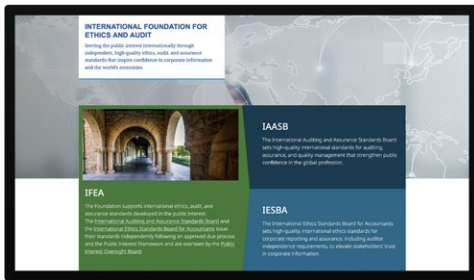 INTERNATIONAL FOUNDATION FOR
ETHICS AND AUDIT
Serving the public interest internationally through
independent, high-quality ethics, audit, and assurance
standards that inspire confidence in corporate information
and the world's economies
IFEA
The Foundation supports international ethics, audit, and
assurance standards developed in the public interest.
The International Auditing and Assurance Standards Board and
the International Ethics Standards Board for Accountants issue
their standards independently following an approved due process
and the Public Interest Framework and are overseen by the Public
Interest Oversight Board.
IAASB
The International Auditing and Assurance Standards Board
sets high-quality international standards for auditing,
assurance, and quality management that strengthen public
confidence in the global profession.
IESBA
The International Ethics Standards Board for Accountants
sets high-quality, international ethics standards for
corporate reporting and assurance, including auditor
independence requirements, to elevate stakeholders' trust
in corporate information.